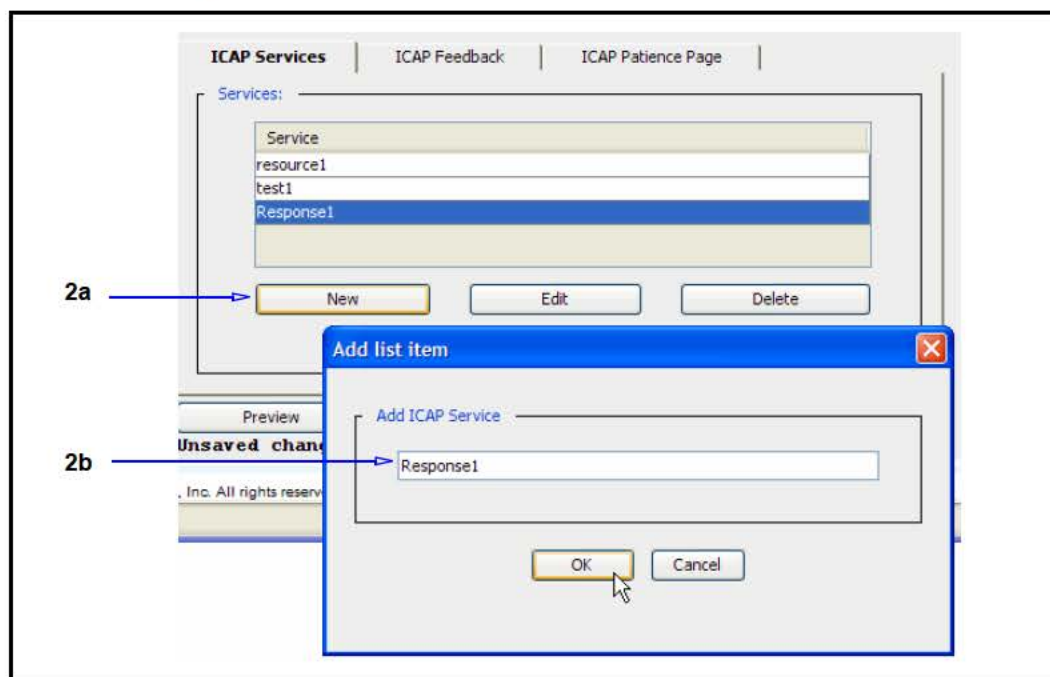 ICAP Services ICAP Feedback ICAP Patience Page
Services:
Service
resource1
test1
Response1
2a
New Edit Delete
Add list item
Preview
Add ICAP Service
Unsaved chang
2b
Response1
, Inc. All rights reserv
OK Cancel